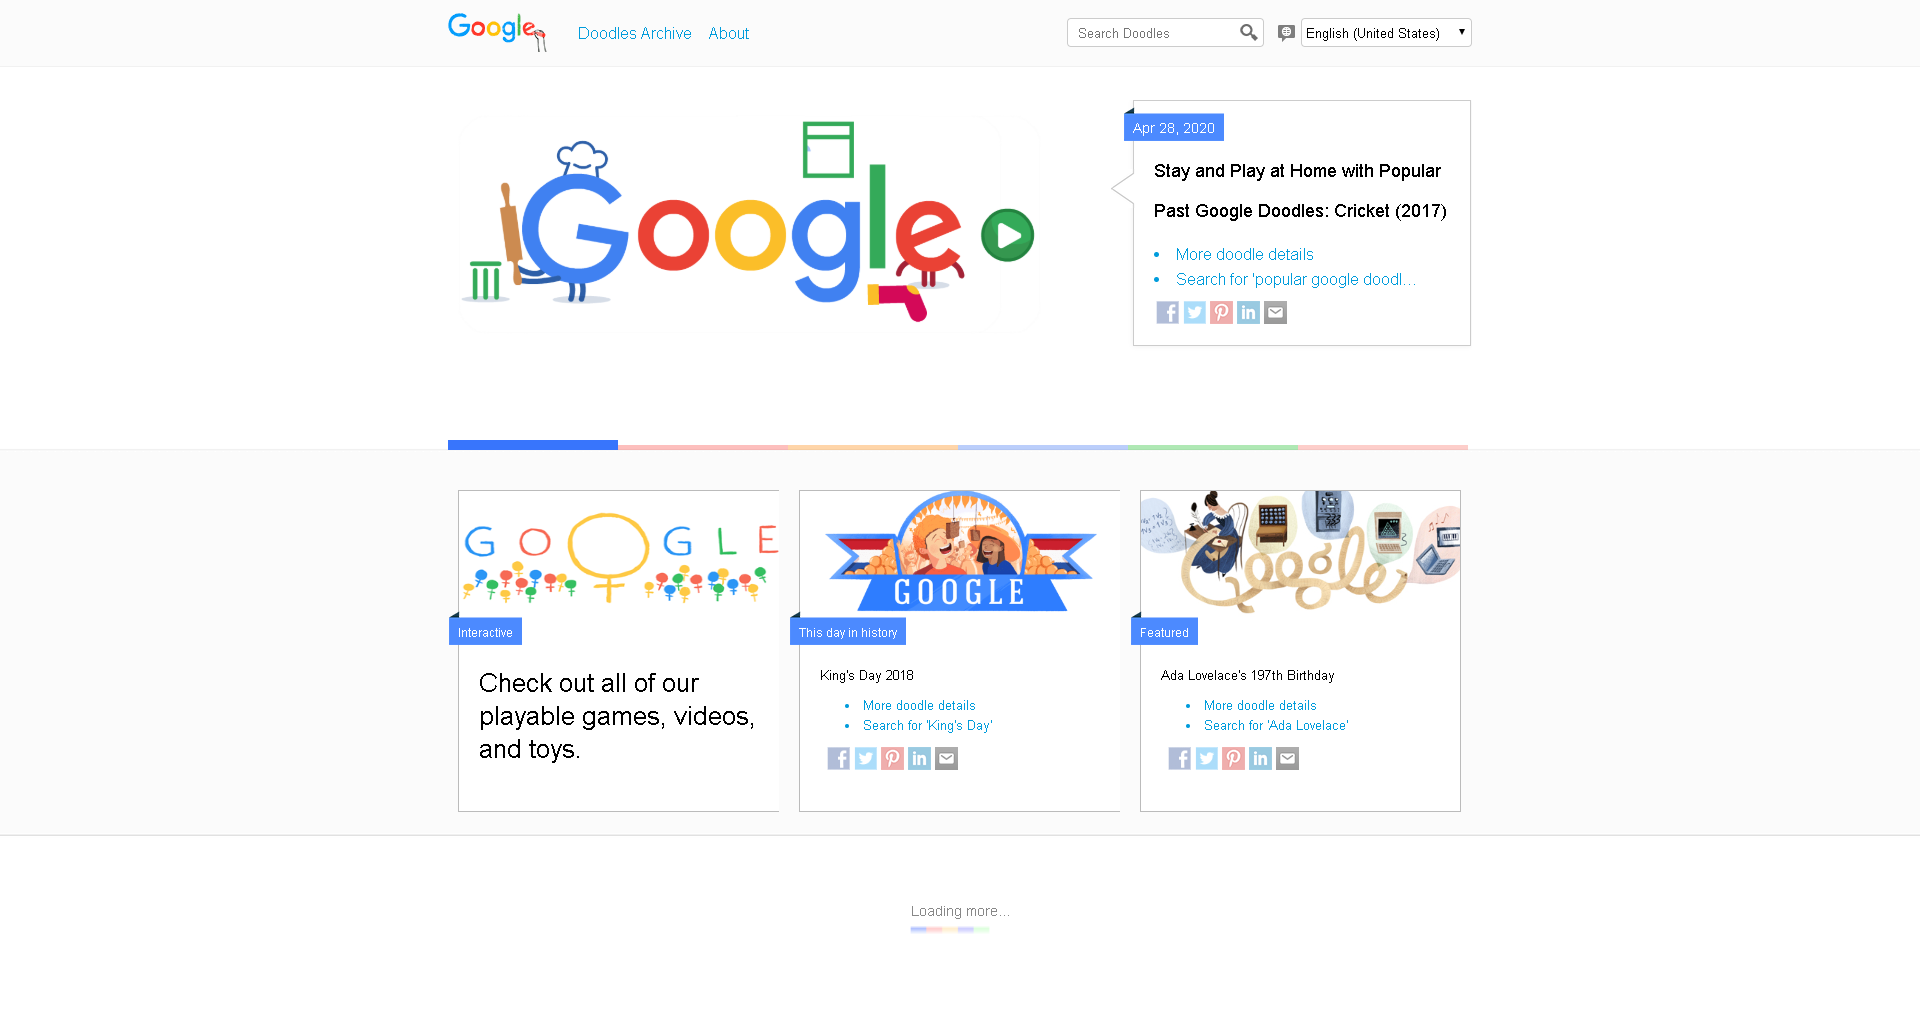 Google
Doodles Archive
About
Search Doodles
English (United States)
Google
Apr 28, 2020
Stay and Play at Home with Popular
Past Google Doodles: Cricket (2017)
More doodle details
Search for 'popular google doodl...
GOOGLE
Interactive
Check out all of our
playable games, videos,
and toys.
GOOGLE
This day in history
King's Day 2018
More doodle details
Search for 'King's Day'
Google
Featured
Ada Lovelace's 197th Birthday
More doodle details
Search for 'Ada Lovelace'
Loading more...